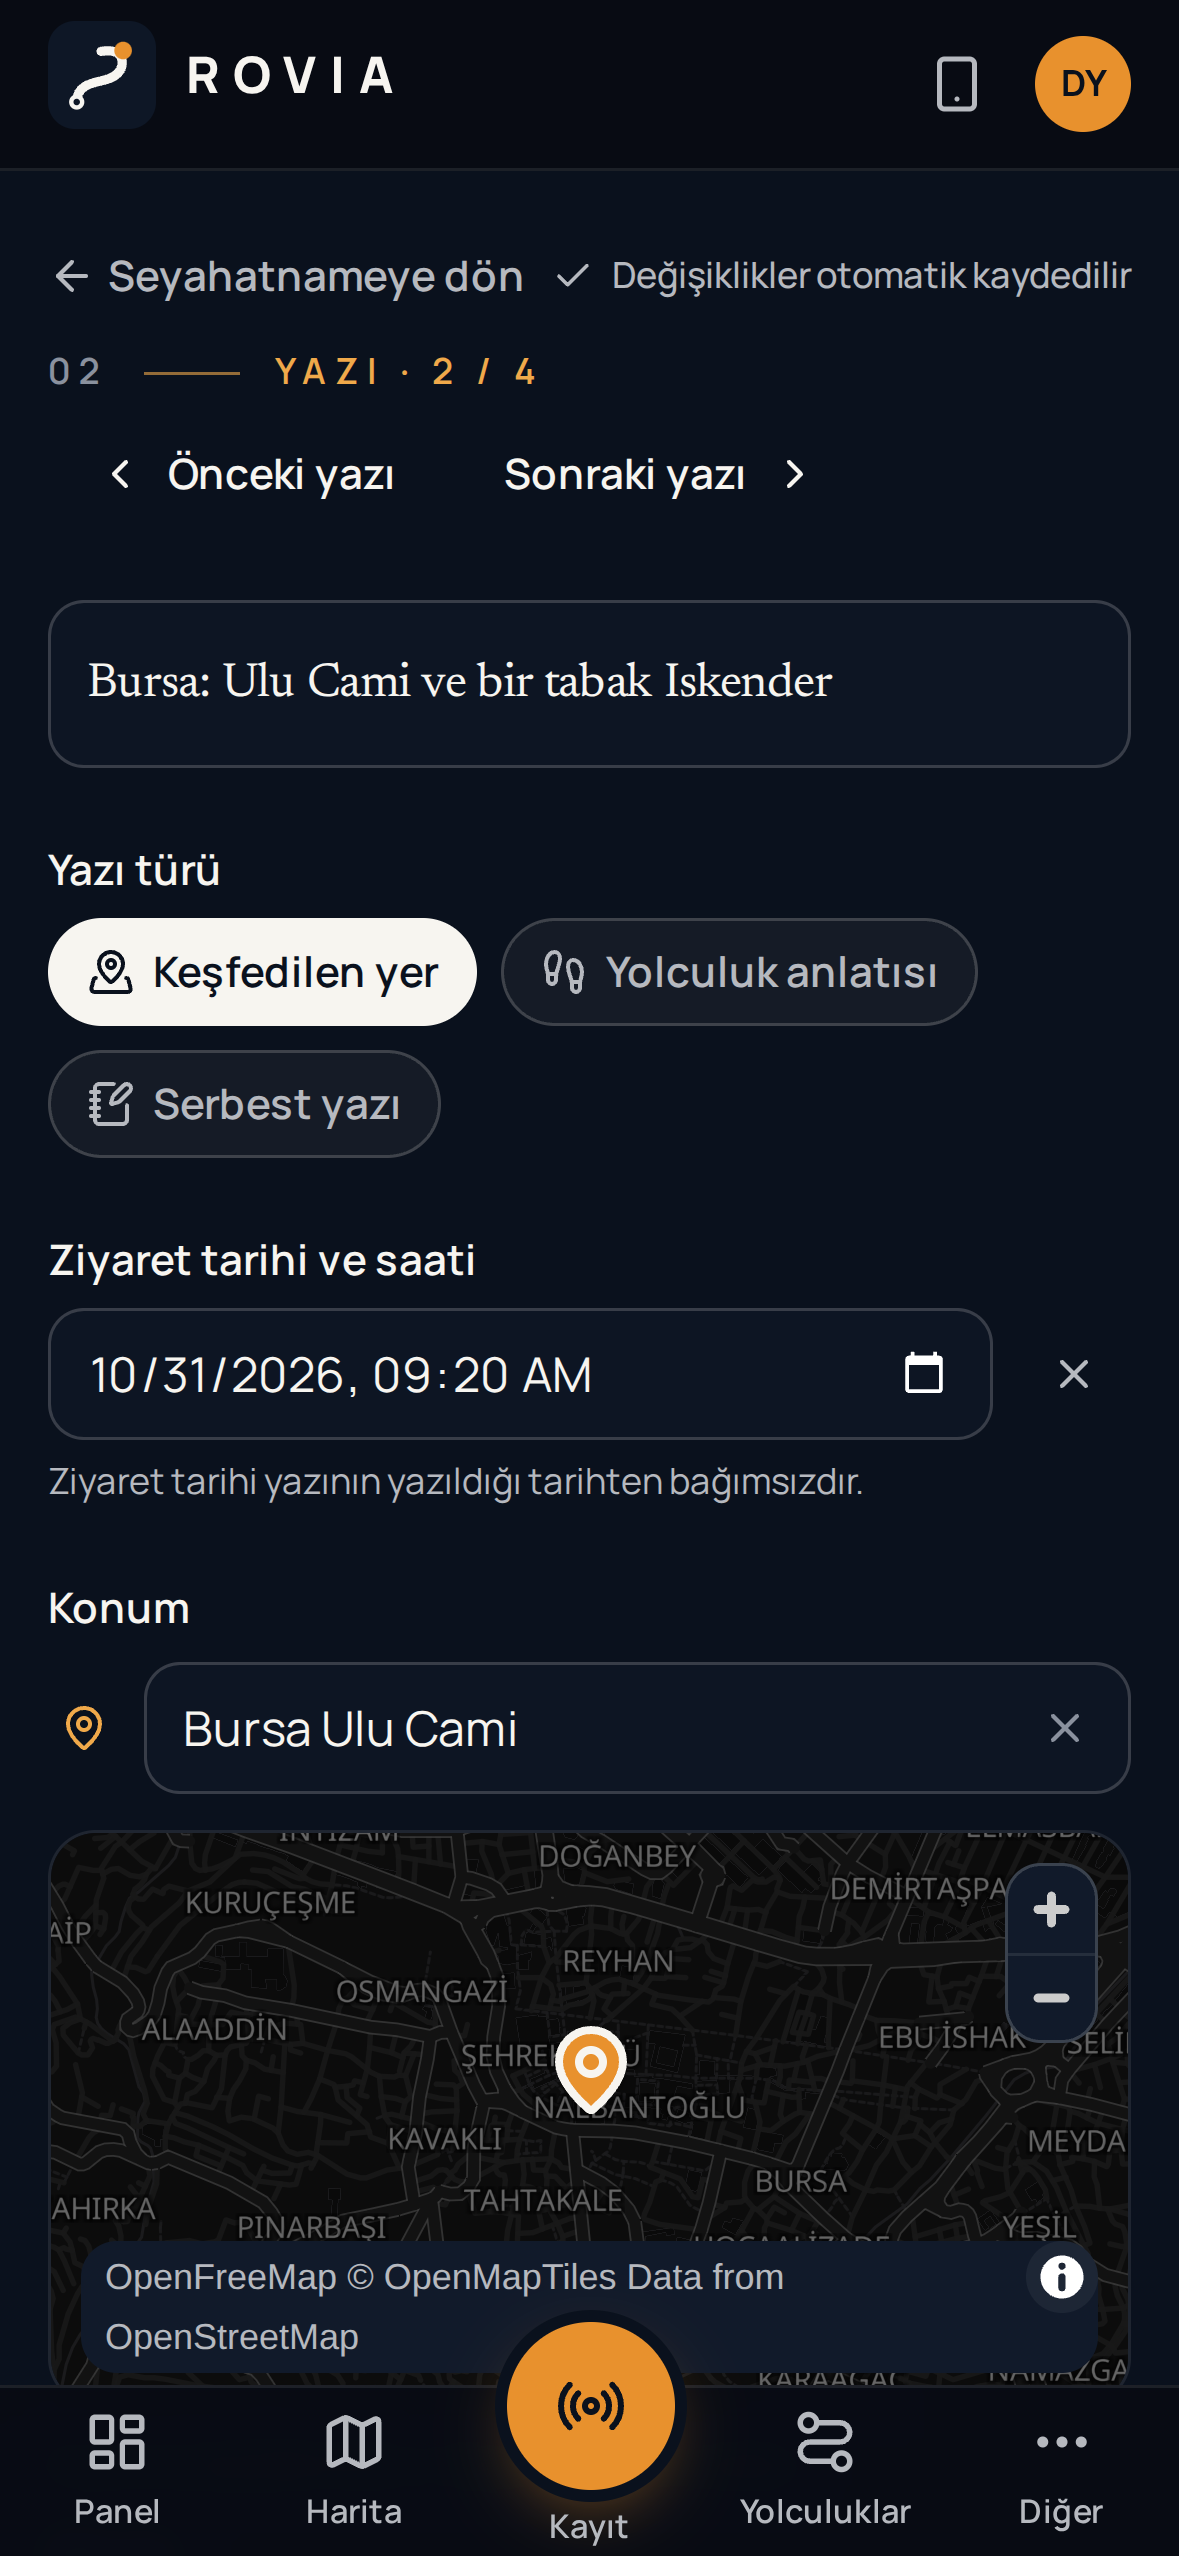 ROVIA
DY
Seyahatnameye dön
Değişiklikler otomatik kaydedilir
02
YAZI · 2 / 4
Önceki yazı
Sonraki yazı
Bursa: Ulu Cami ve bir tabak Iskender
Yazı türü
Keşfedilen yer
Yolculuk anlatısı
Serbest yazı
Ziyaret tarihi ve saati
10/31/2026, 09:20 AM
Ziyaret tarihi yazının yazıldığı tarihten bağımsızdır.
Konum
Bursa Ulu Cami
DOĞANBEY
KURUÇEŞME
DEMİRTAŞPA
AİP
REYHAN
OSMANGAZİ
ALAADDİN
EBU İSHAK
SELİ
NALBANTOĞLU
KAVAKLI
MEYDA
BURSA
TAHTAKALE
AHIRKA
PINARBAŞI
YEŞİL
OpenFreeMap © OpenMapTiles Data from
OpenStreetMap
Panel
Harita
Kayıt
Yolculuklar
Diğer